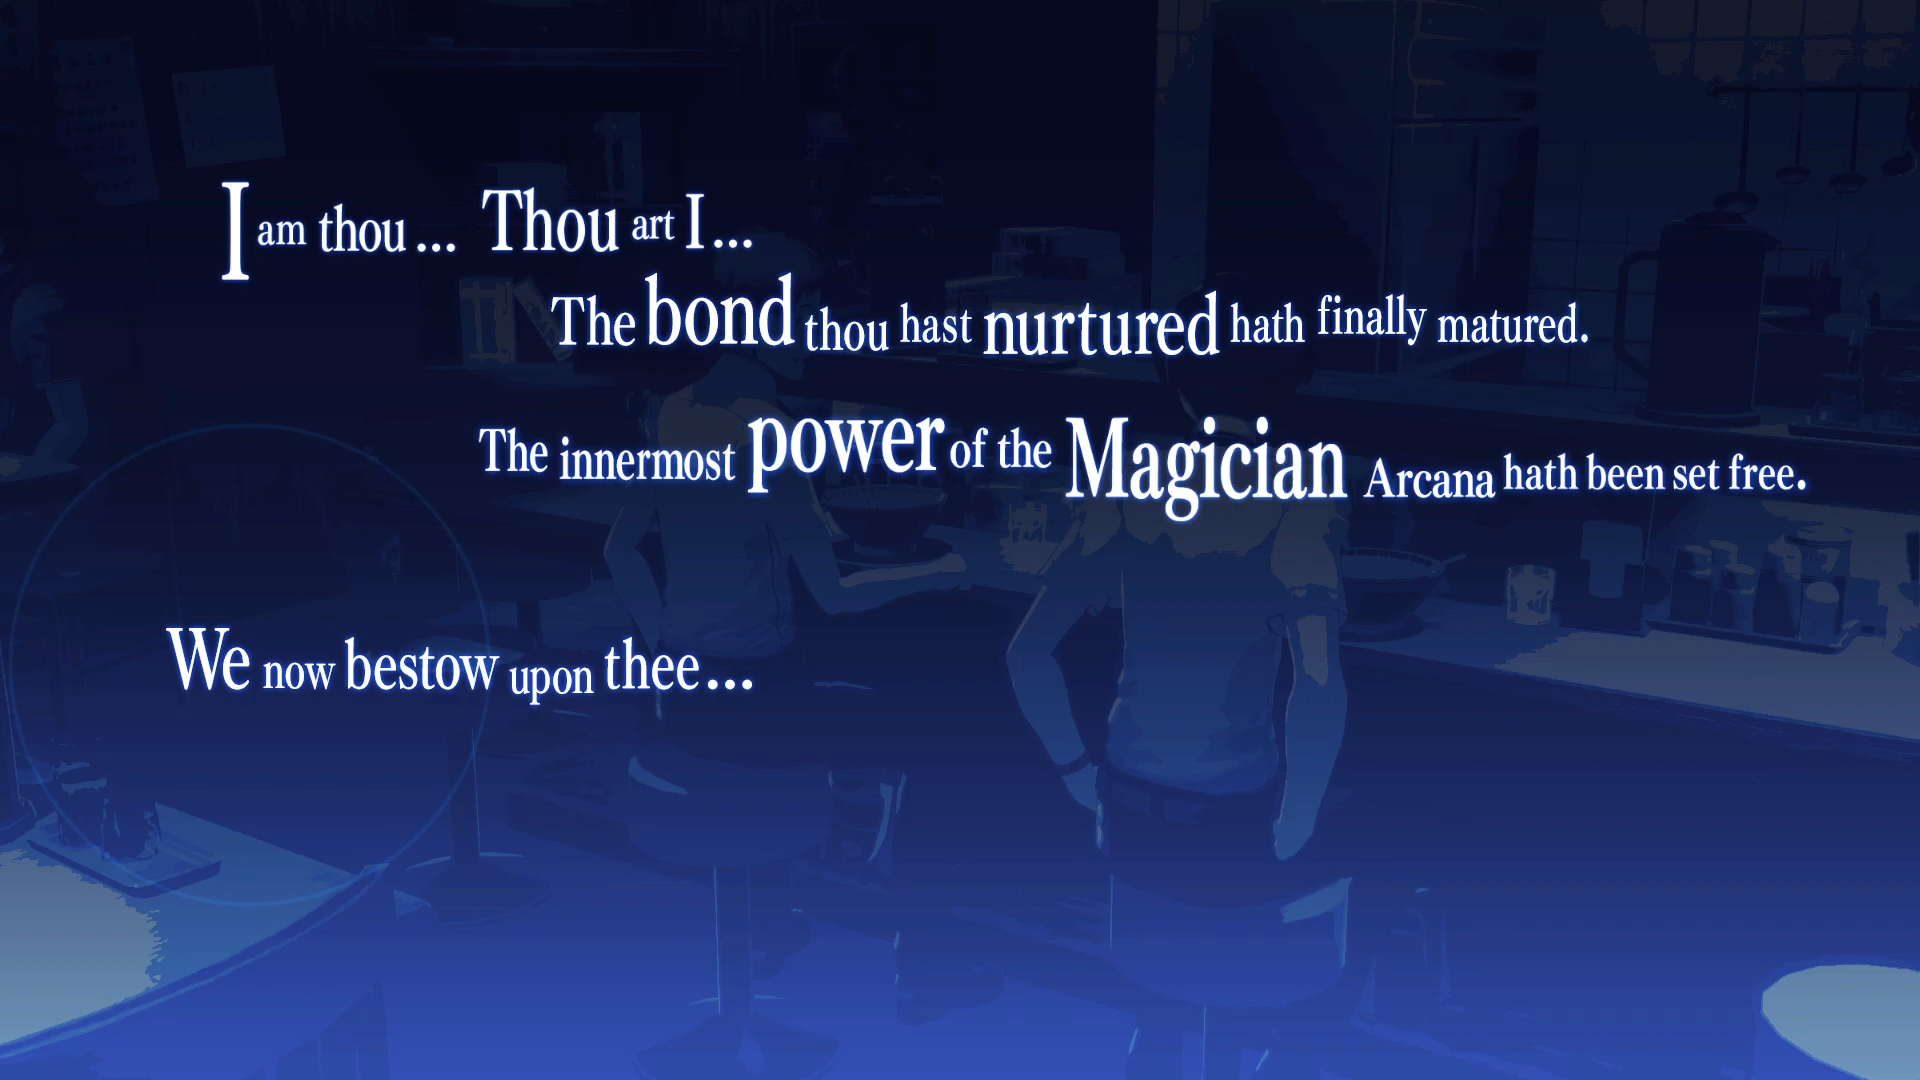 I am thou... Thou art I...
The bond thou hast nurtured hath finally matured.
The innermost power of the Magician Arcana hath been set free.
We now bestow upon thee...